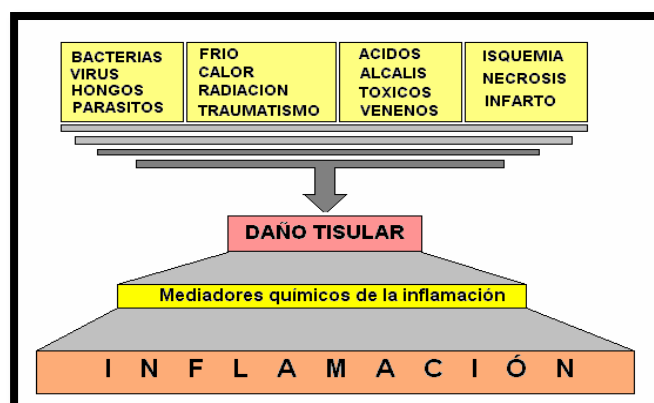 BACTERIAS
VIRUS
HONGOS
PARASITOS
FRIO
CALOR
RADIACION
TRAUMATISMO
ACIDOS
ALCALIS
TOXICOS
VENENOS
ISQUEMIA
NECROSIS
INFARTO
DAÑO TISULAR
Mediadores químicos de la inflamación
I N F L A M A C I Ó N